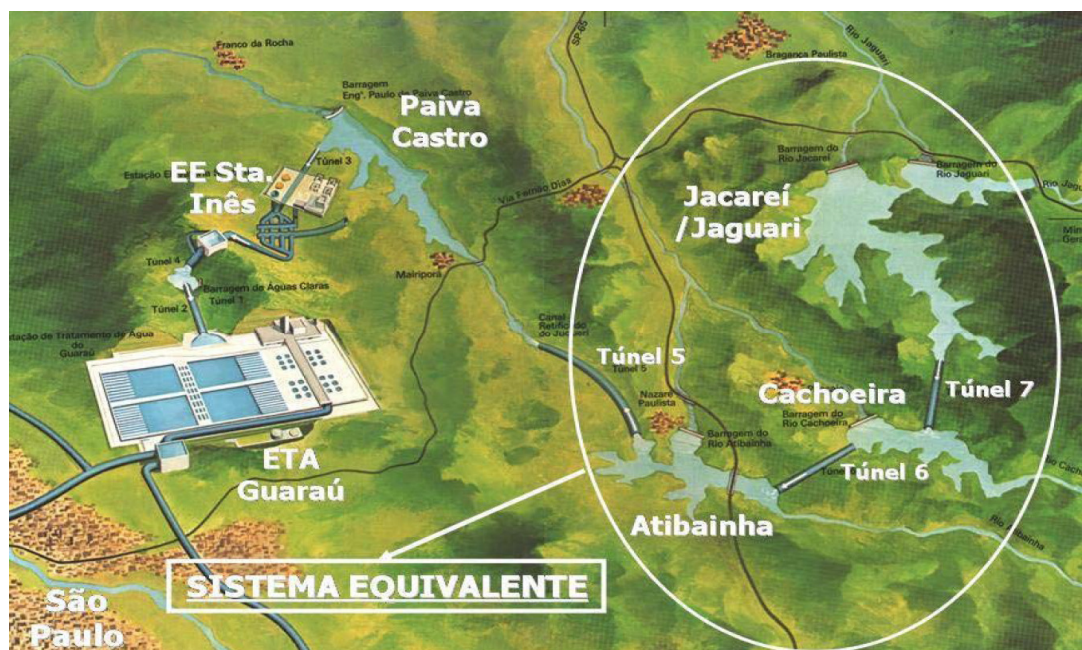 Franco da Rocha
SP-65
Bragança Paulista
Rio Jaguari
Barragem
Engº. Paulo de Paiva Castro
Paiva
Castro
Túnel 3
EE Sta.
Inês
Via Fernão Dias
Barragem do
Rio Jacareí
Barragem do
Rio Jaguari
Jacareí
/Jaguari
Túnel 4
Mairiporã
Barragem de Águas Claras
Túnel 1
Túnel 2
Estação de Tratamento de Água
do
Guaraú
Canal
Retificado
do Juqueri
Túnel 5
Túnel 5
Nazaré
Paulista
Cachoeira
Túnel 7
Barragem do
Rio Cachoeira
Barragem do
Rio Atibainha
ETA
Guaraú
Túnel 6
Atibainha
Rio Atibainha
SISTEMA EQUIVALENTE
São
Paulo